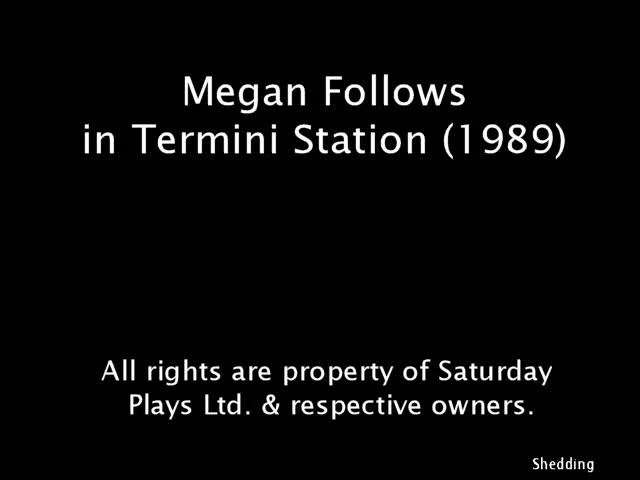 Megan Follows
in Termini Station (1989)
All rights are property of Saturday
Plays Ltd. & respective owners.
Shedding